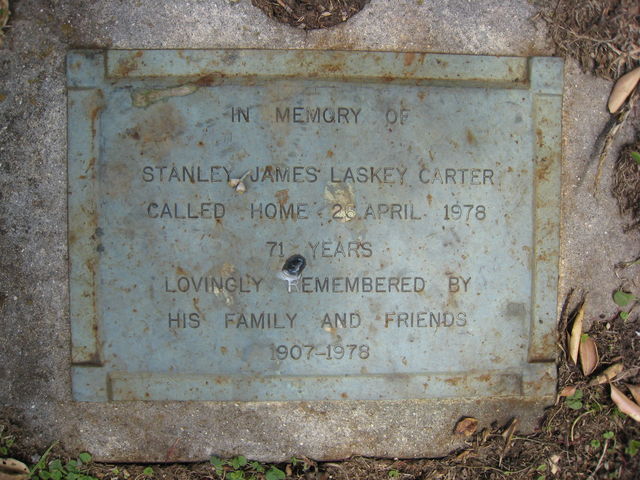 IN MEMORY OF
STANLEY JAMES LASKEY CARTER
CALLED HOME APRIL 1978
71 YEARS
LOVINGLY REMEMBERED BY
HIS FAMILY AND FRIENDS
1907-1978